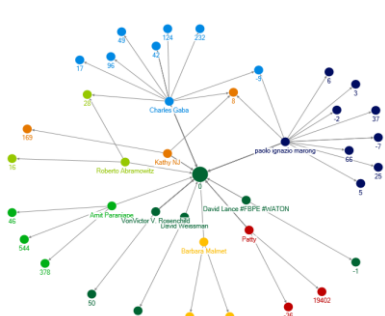 49
124
232
42
17
96
Charles Gaba
-9
6
3
28
8
-2
37
169
paolo ignazio marong
-7
Kathy NJ
55
16
Roberto Abramowitz
25
0
5
46
Amit Paranjape
David Lance #FBPE #WATON
VonVictor V. Rosenchild
David Weissman
544
Barbara Malmet
Patty
378
-1
50
19402
-36